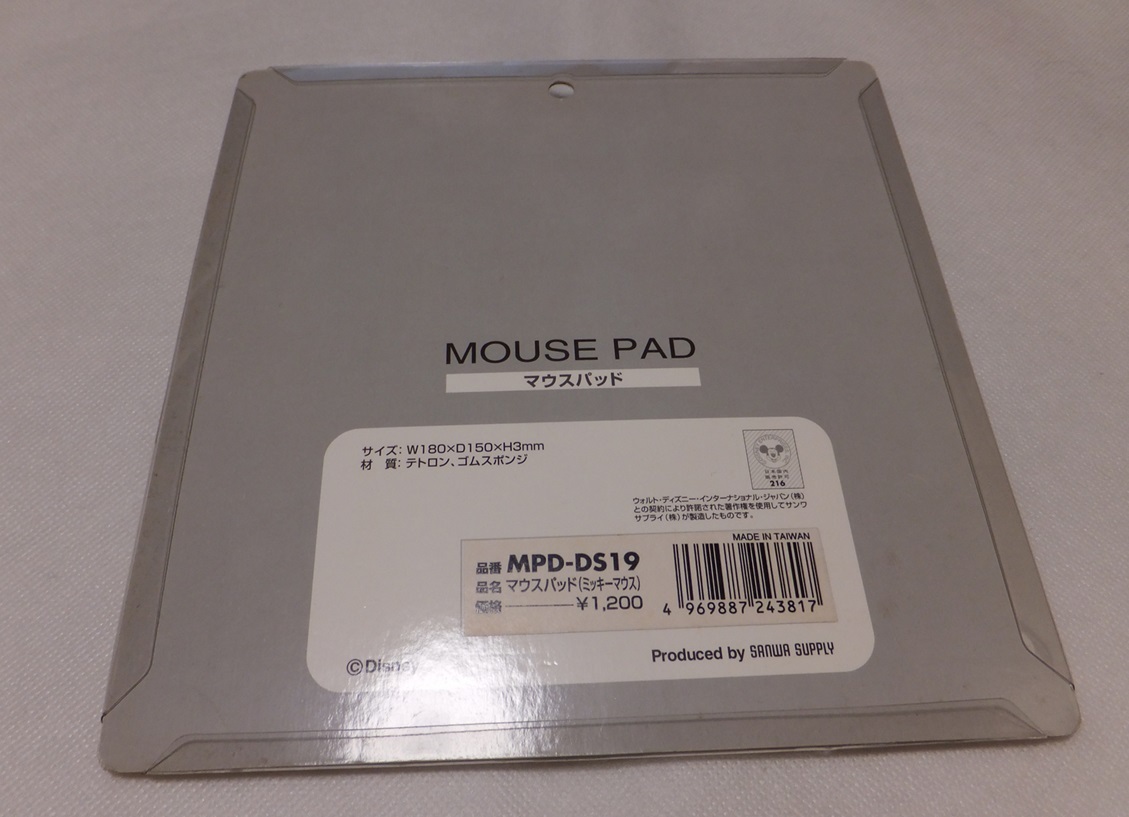 MOUSE PAD
マウスパッド
サイズ: W180×D150×H3mm
材 質: テトロン、ゴムスポンジ
216
ウォルト・ディズニー・インターナショナル・ジャパン(株)
との契約により許諾された著作権を使用してサンワ
サプライ(株)が製造したものです。
MADE IN TAIWAN
品番 MPD-DS19
品名 マウスパッド(ミッキーマウス)
価格 ¥1,200
4 969887 243817
©Disney
Produced by SANWA SUPPLY